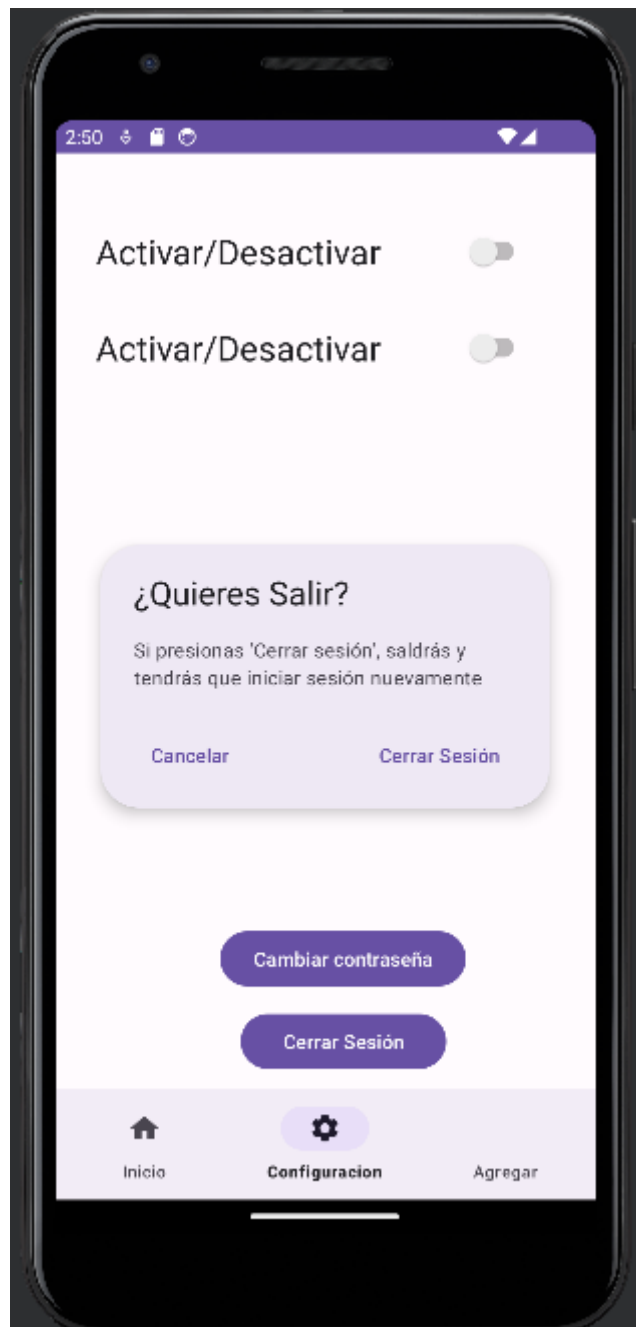 2:50
Activar/Desactivar
Activar/Desactivar
¿Quieres Salir?
Si presionas 'Cerrar sesión', saldrás y
tendrás que iniciar sesión nuevamente
Cancelar Cerrar Sesión
Cambiar contraseña
Cerrar Sesión
Inicio Configuracion Agregar